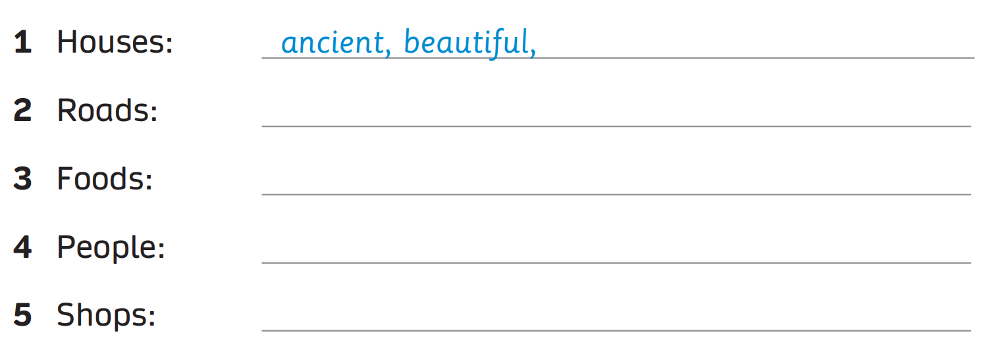 1 Houses: ancient, beautiful,
2 Roads:
3 Foods:
4 People:
5 Shops: